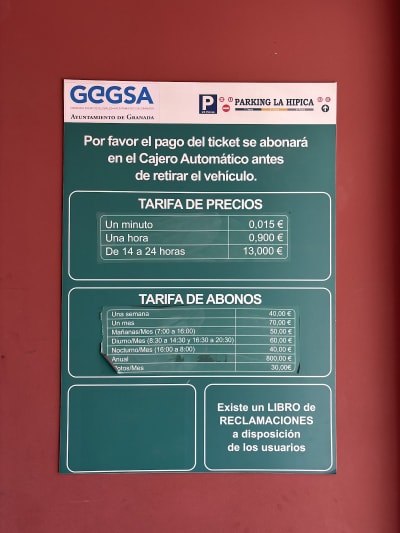 GEGSA
AYUNTAMIENTO DE GRANADA
P
PARKING LA HIPICA
Por favor el pago del ticket se abonará
en el Cajero Automático antes
de retirar el vehículo.
TARIFA DE PRECIOS
Un minuto 0,015 €
Una hora 0,900 €
De 14 a 24 horas 13,000 €
TARIFA DE ABONOS
Una semana 40,00 €
Un mes 70,00 €
Mañanas/Mes (7:00 a 16:00) 50,00 €
Diurno/Mes (8:30 a 14:30 y 16:30 a 20:30) 60,00 €
Nocturno/Mes (16:00 a 8:00) 40,00 €
Anual 800,00 €
Motos/Mes 30,00€
Existe un LIBRO de
RECLAMACIONES
a disposición
de los usuarios